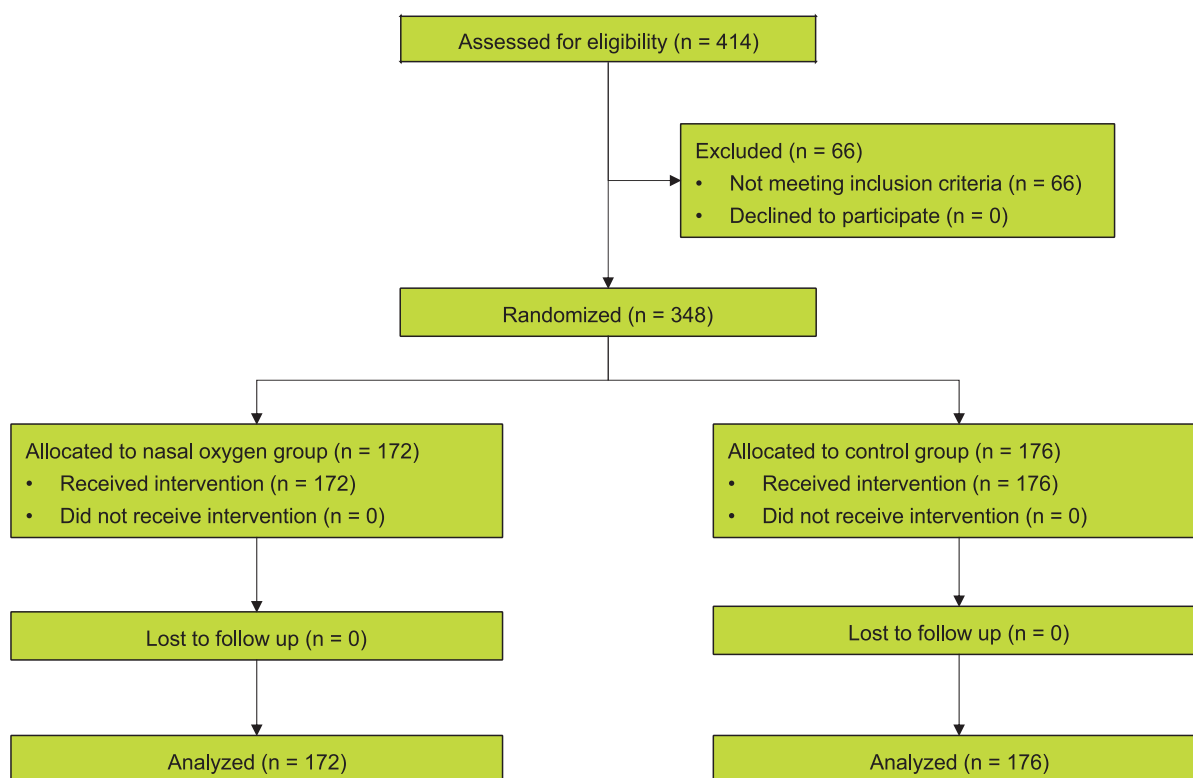 Assessed for eligibility (n = 414)
Excluded (n = 66)
• Not meeting inclusion criteria (n = 66)
• Declined to participate (n = 0)
Randomized (n = 348)
Allocated to nasal oxygen group (n = 172)
• Received intervention (n = 172)
• Did not receive intervention (n = 0)
Allocated to control group (n = 176)
• Received intervention (n = 176)
• Did not receive intervention (n = 0)
Lost to follow up (n = 0)
Lost to follow up (n = 0)
Analyzed (n = 172)
Analyzed (n = 176)